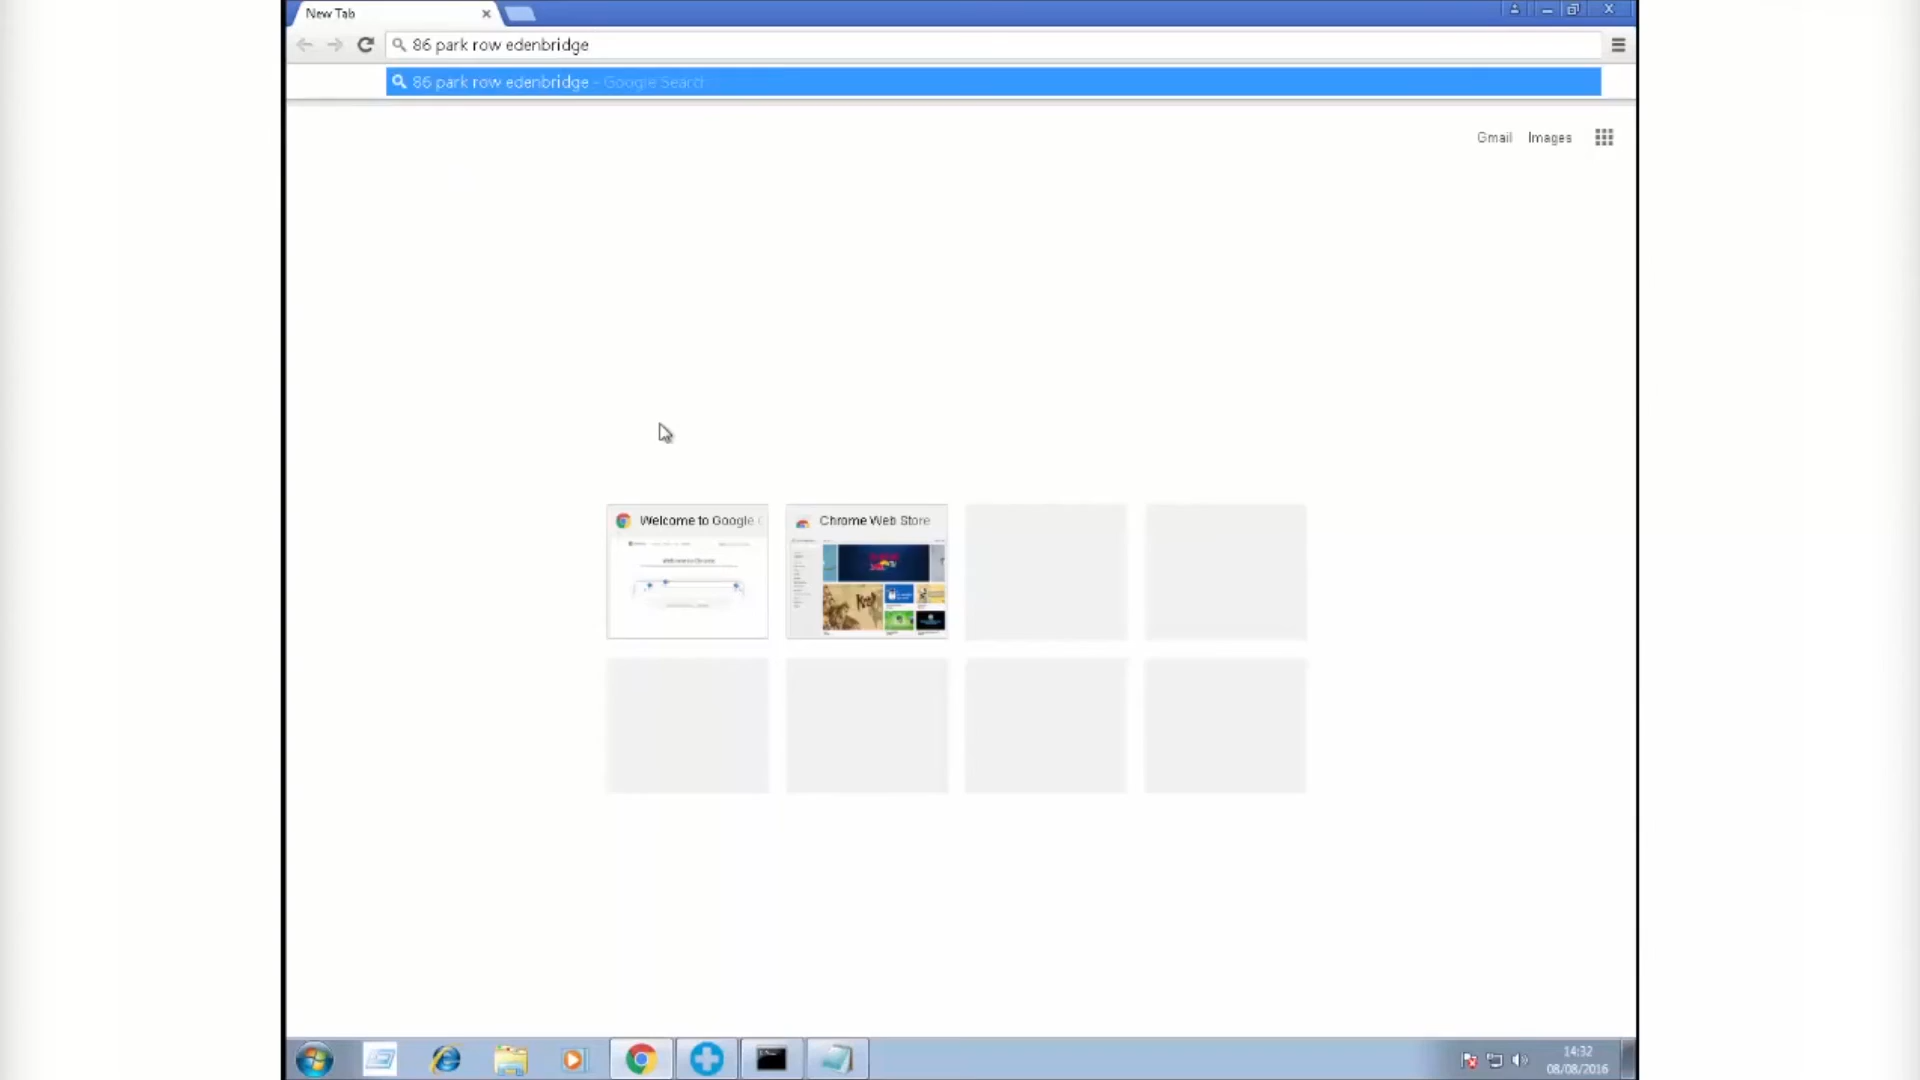 New Tab
86 park row edenbridge
86 park row edenbridge - Google Search
Gmail Images
Welcome to Google
Chrome Web Store
14:32
08/08/2016